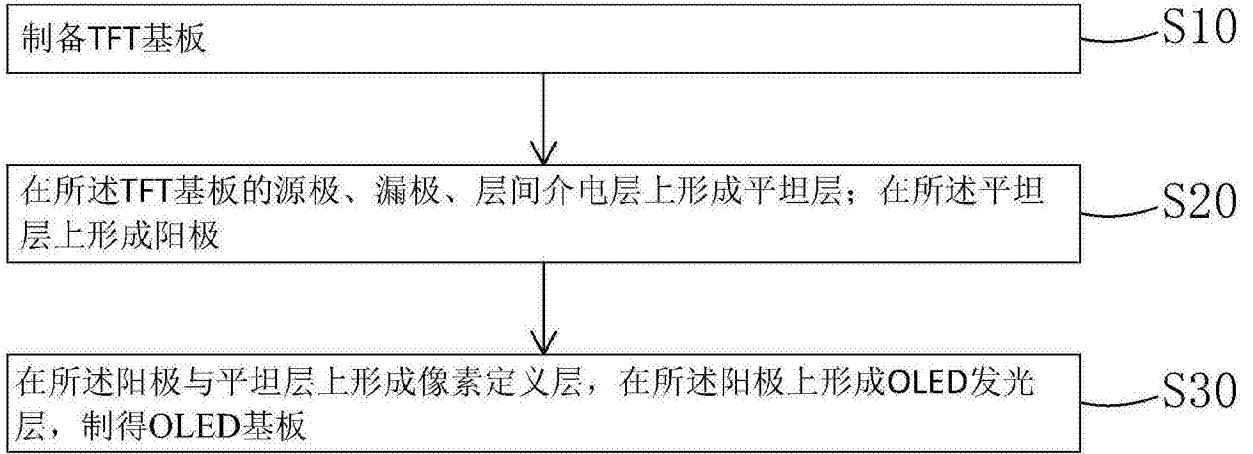 制备TFT基板
S10
在所述TFT基板的源极、漏极、层间介电层上形成平坦层；在所述平坦
层上形成阳极
S20
在所述阳极与平坦层上形成像素定义层，在所述阳极上形成OLED发光
层，制得OLED基板
S30